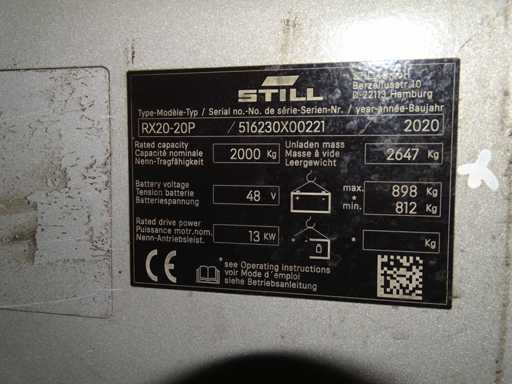 STILL
Berzeliusstr. 10
D-22113 Hamburg
Type-Modèle-Typ / Serial no.-No. de série-Serien-Nr. / year-année-Baujahr
RX20-20P / 516230X00221 2020
Rated capacity
Capacité nominale
Nenn-Tragfähigkeit
2000 Kg
Unladen mass
Masse à vide
Leergewicht
2647 Kg
Battery voltage
Tension batterie
Batteriespannung
48 V
max. 898 Kg
*
min. 812 Kg
Rated drive power
Puissance motr.nom.
Nenn-Antriebsleist.
13 KW
* Kg
CE
*see Operating instructions
voir Mode d'emploi
siehe Betriebsanleitung